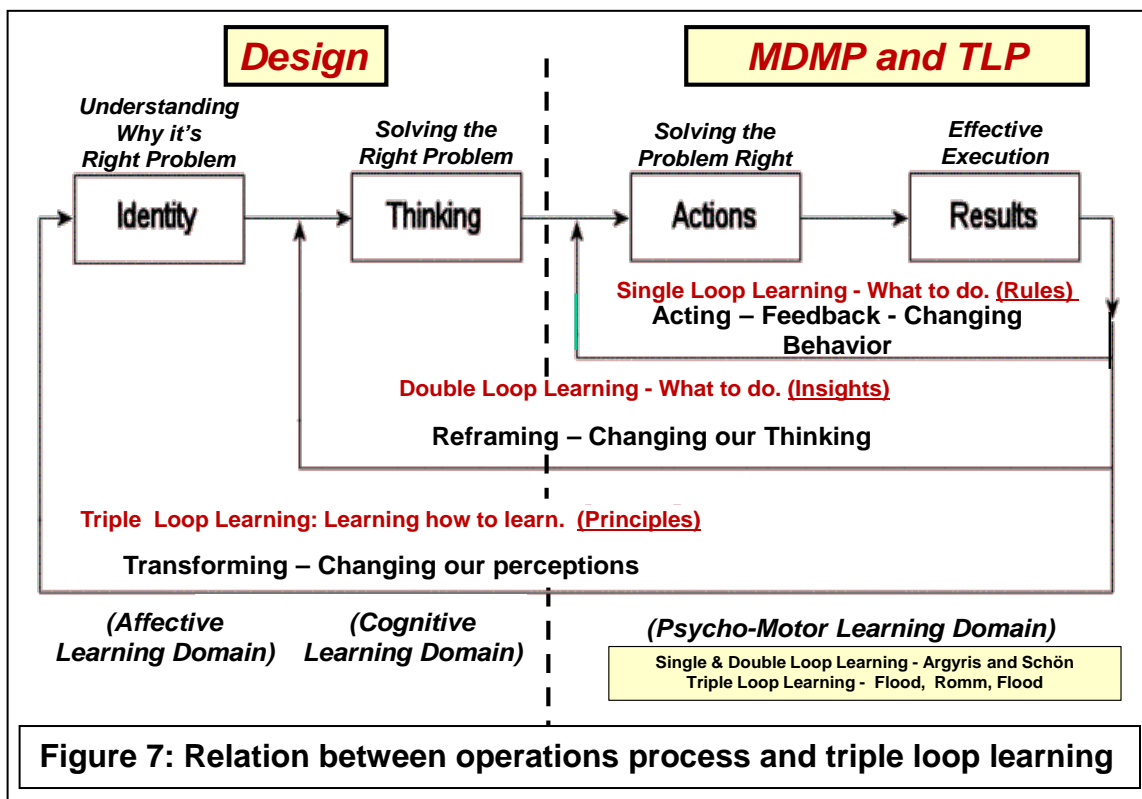 Design
MDMP and TLP
Understanding
Why it's
Right Problem
Solving the
Right Problem
Solving the
Problem Right
Effective
Execution
Identity
Thinking
Actions
Results
Single Loop Learning - What to do. (Rules)
Acting – Feedback - Changing
Behavior
Double Loop Learning - What to do. (Insights)
Reframing – Changing our Thinking
Triple Loop Learning: Learning how to learn. (Principles)
Transforming – Changing our perceptions
(Affective
Learning Domain)
(Cognitive
Learning Domain)
(Psycho-Motor Learning Domain)
Single & Double Loop Learning - Argyris and Schön
Triple Loop Learning - Flood, Romm, Flood
Figure 7: Relation between operations process and triple loop learning